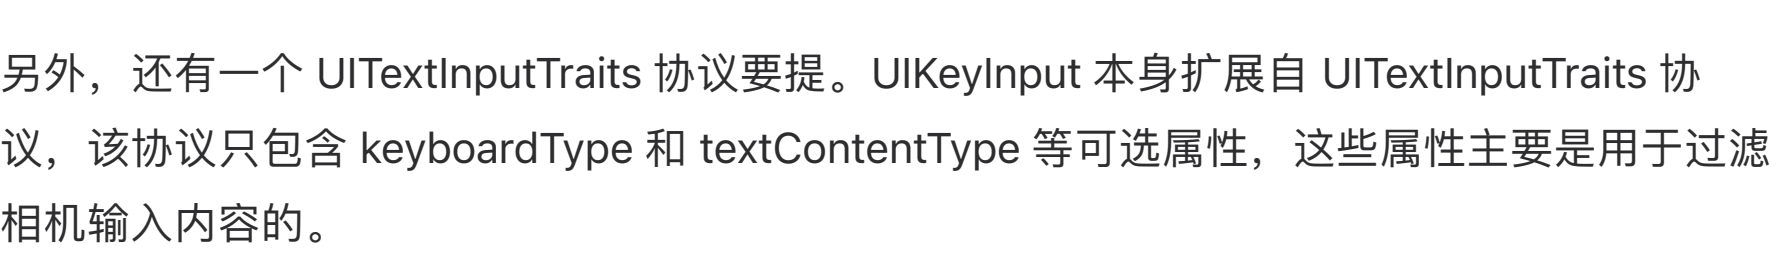 另外，还有一个 UITextInputTraits 协议要提。UIKeyInput 本身扩展自 UITextInputTraits 协
议，该协议只包含 keyboardType 和 textContentType 等可选属性，这些属性主要是用于过滤
相机输入内容的。